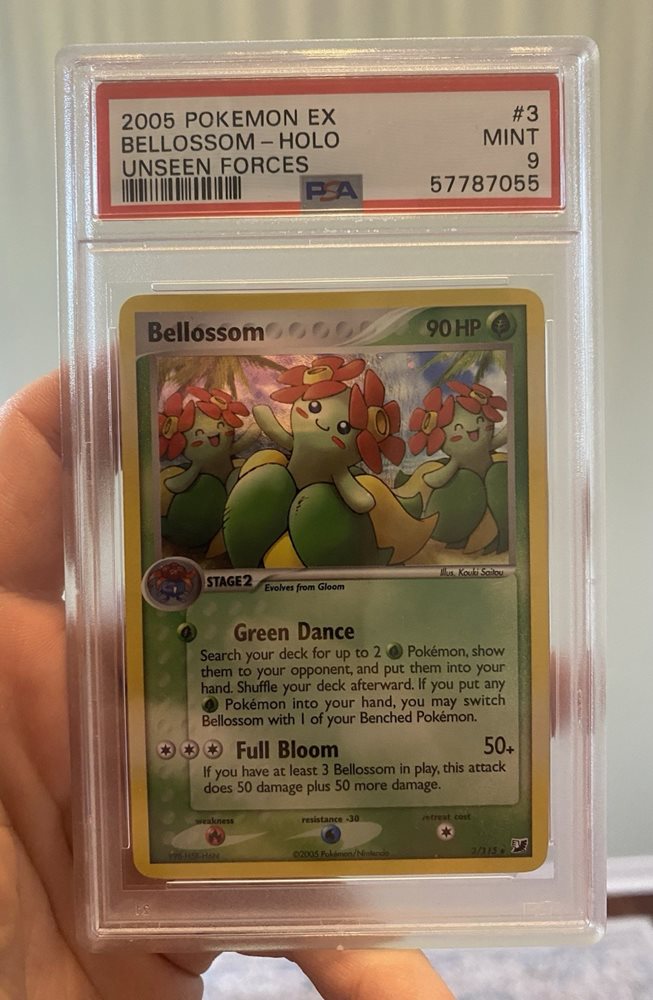 2005 POKEMON EX #3
BELLOSSOM - HOLO MINT
UNSEEN FORCES 9
PSA 57787055
Bellossom 90 HP
Illus. Kouki Saitou
STAGE2 Evolves from Gloom
Green Dance
Search your deck for up to 2 Pokémon, show
them to your opponent, and put them into your
hand. Shuffle your deck afterward. If you put any
Pokémon into your hand, you may switch
Bellossom with 1 of your Benched Pokémon.
Full Bloom 50+
If you have at least 3 Bellossom in play, this attack
does 50 damage plus 50 more damage.
weakness resistance -30 retreat cost
©2005 Pokémon/Nintendo 3/115